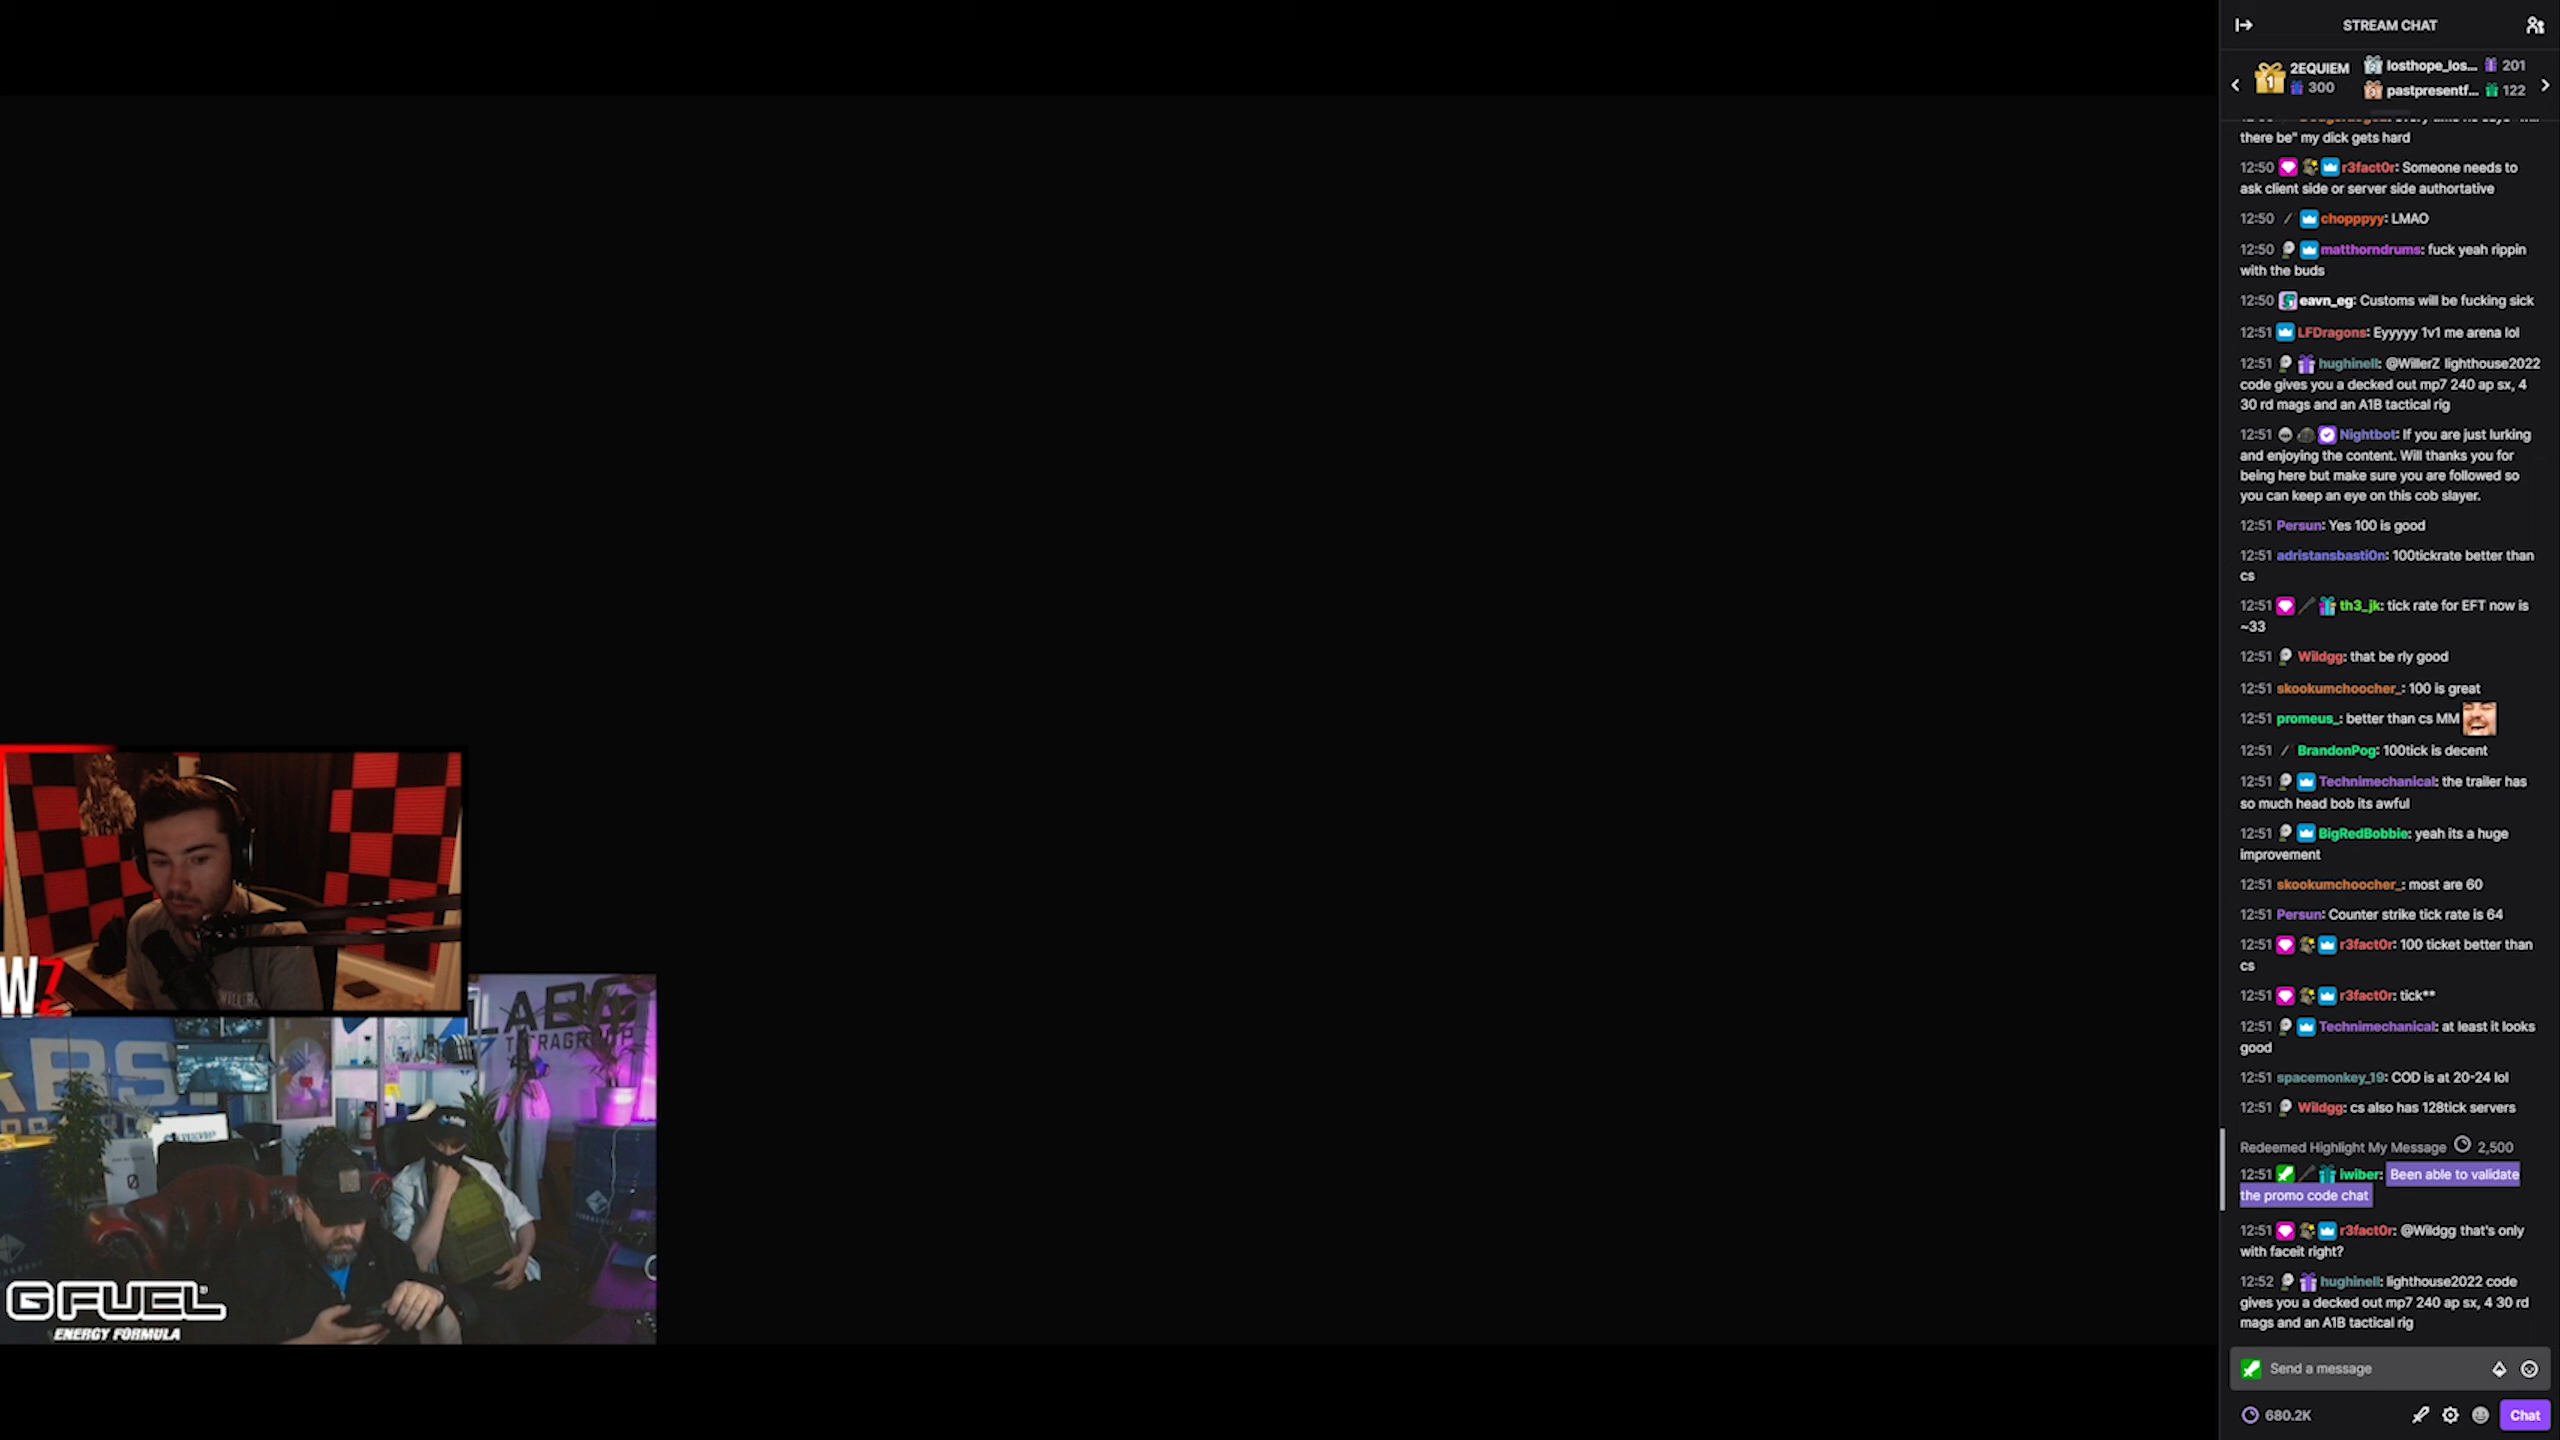 STREAM CHAT
1
2EQUIEM
300
losthope_los... 201
pastpresentf... 122
there be" my dick gets hard
12:50 r3fact0r: Someone needs to
ask client side or server side authortative
12:50 chopppyy: LMAO
12:50 matthorndrums: fuck yeah rippin
with the buds
12:50 eavn_eg: Customs will be fucking sick
12:51 LFDragons: Eyyyyy 1v1 me arena lol
12:51 hughinell: @WillerZ lighthouse2022
code gives you a decked out mp7 240 ap sx, 4
30 rd mags and an A1B tactical rig
12:51 Nightbot: If you are just lurking
and enjoying the content. Will thanks you for
being here but make sure you are followed so
you can keep an eye on this cob slayer.
12:51 Persun: Yes 100 is good
12:51 adristansbasti0n: 100tickrate better than
cs
12:51 th3_jk: tick rate for EFT now is
~33
12:51 Wildgg: that be rly good
12:51 skookumchoocher_: 100 is great
12:51 promeus_: better than cs MM
12:51 BrandonPog: 100tick is decent
12:51 Technimechanical: the trailer has
so much head bob its awful
12:51 BigRedBobbie: yeah its a huge
improvement
12:51 skookumchoocher_: most are 60
12:51 Persun: Counter strike tick rate is 64
12:51 r3fact0r: 100 ticket better than
cs
12:51 r3fact0r: tick**
12:51 Technimechanical: at least it looks
good
12:51 spacemonkey_19: COD is at 20-24 lol
12:51 Wildgg: cs also has 128tick servers
Redeemed Highlight My Message 2,500
12:51 iwiber: Been able to validate
the promo code chat
12:51 r3fact0r: @Wildgg that's only
with faceit right?
12:52 hughinell: lighthouse2022 code
gives you a decked out mp7 240 ap sx, 4 30 rd
mags and an A1B tactical rig
Send a message
680.2K
Chat
WZ
LABS
G FUEL
ENERGY FORMULA